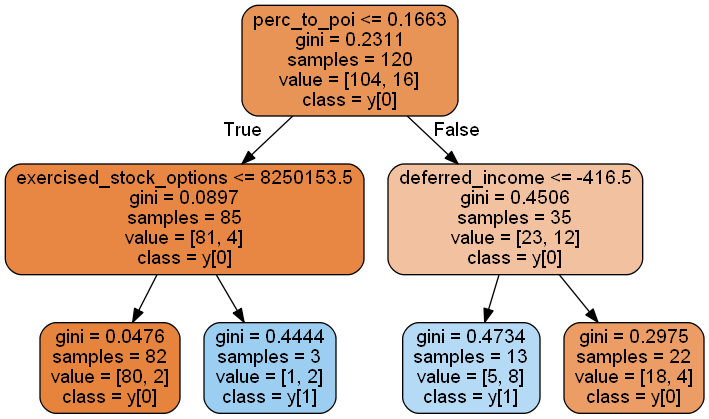 perc_to_poi <= 0.1663
gini = 0.2311
samples = 120
value = [104, 16]
class = y[0]
True
False
exercised_stock_options <= 8250153.5
gini = 0.0897
samples = 85
value = [81, 4]
class = y[0]
deferred_income <= -416.5
gini = 0.4506
samples = 35
value = [23, 12]
class = y[0]
gini = 0.0476
samples = 82
value = [80, 2]
class = y[0]
gini = 0.4444
samples = 3
value = [1, 2]
class = y[1]
gini = 0.4734
samples = 13
value = [5, 8]
class = y[1]
gini = 0.2975
samples = 22
value = [18, 4]
class = y[0]